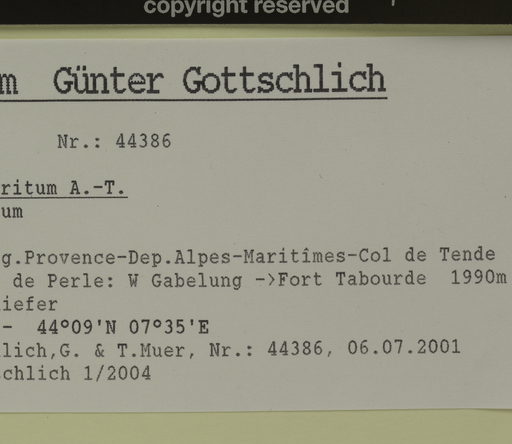 copyright reserved
m Günter Gottschlich
Nr.: 44386
ritum A.-T.
um
g.Provence-Dep.Alpes-Maritîmes-Col de Tende
de Perle: W Gabelung ->Fort Tabourde 1990m
iefer
- 44°09'N 07°35'E
lich,G. & T.Muer, Nr.: 44386, 06.07.2001
chlich 1/2004